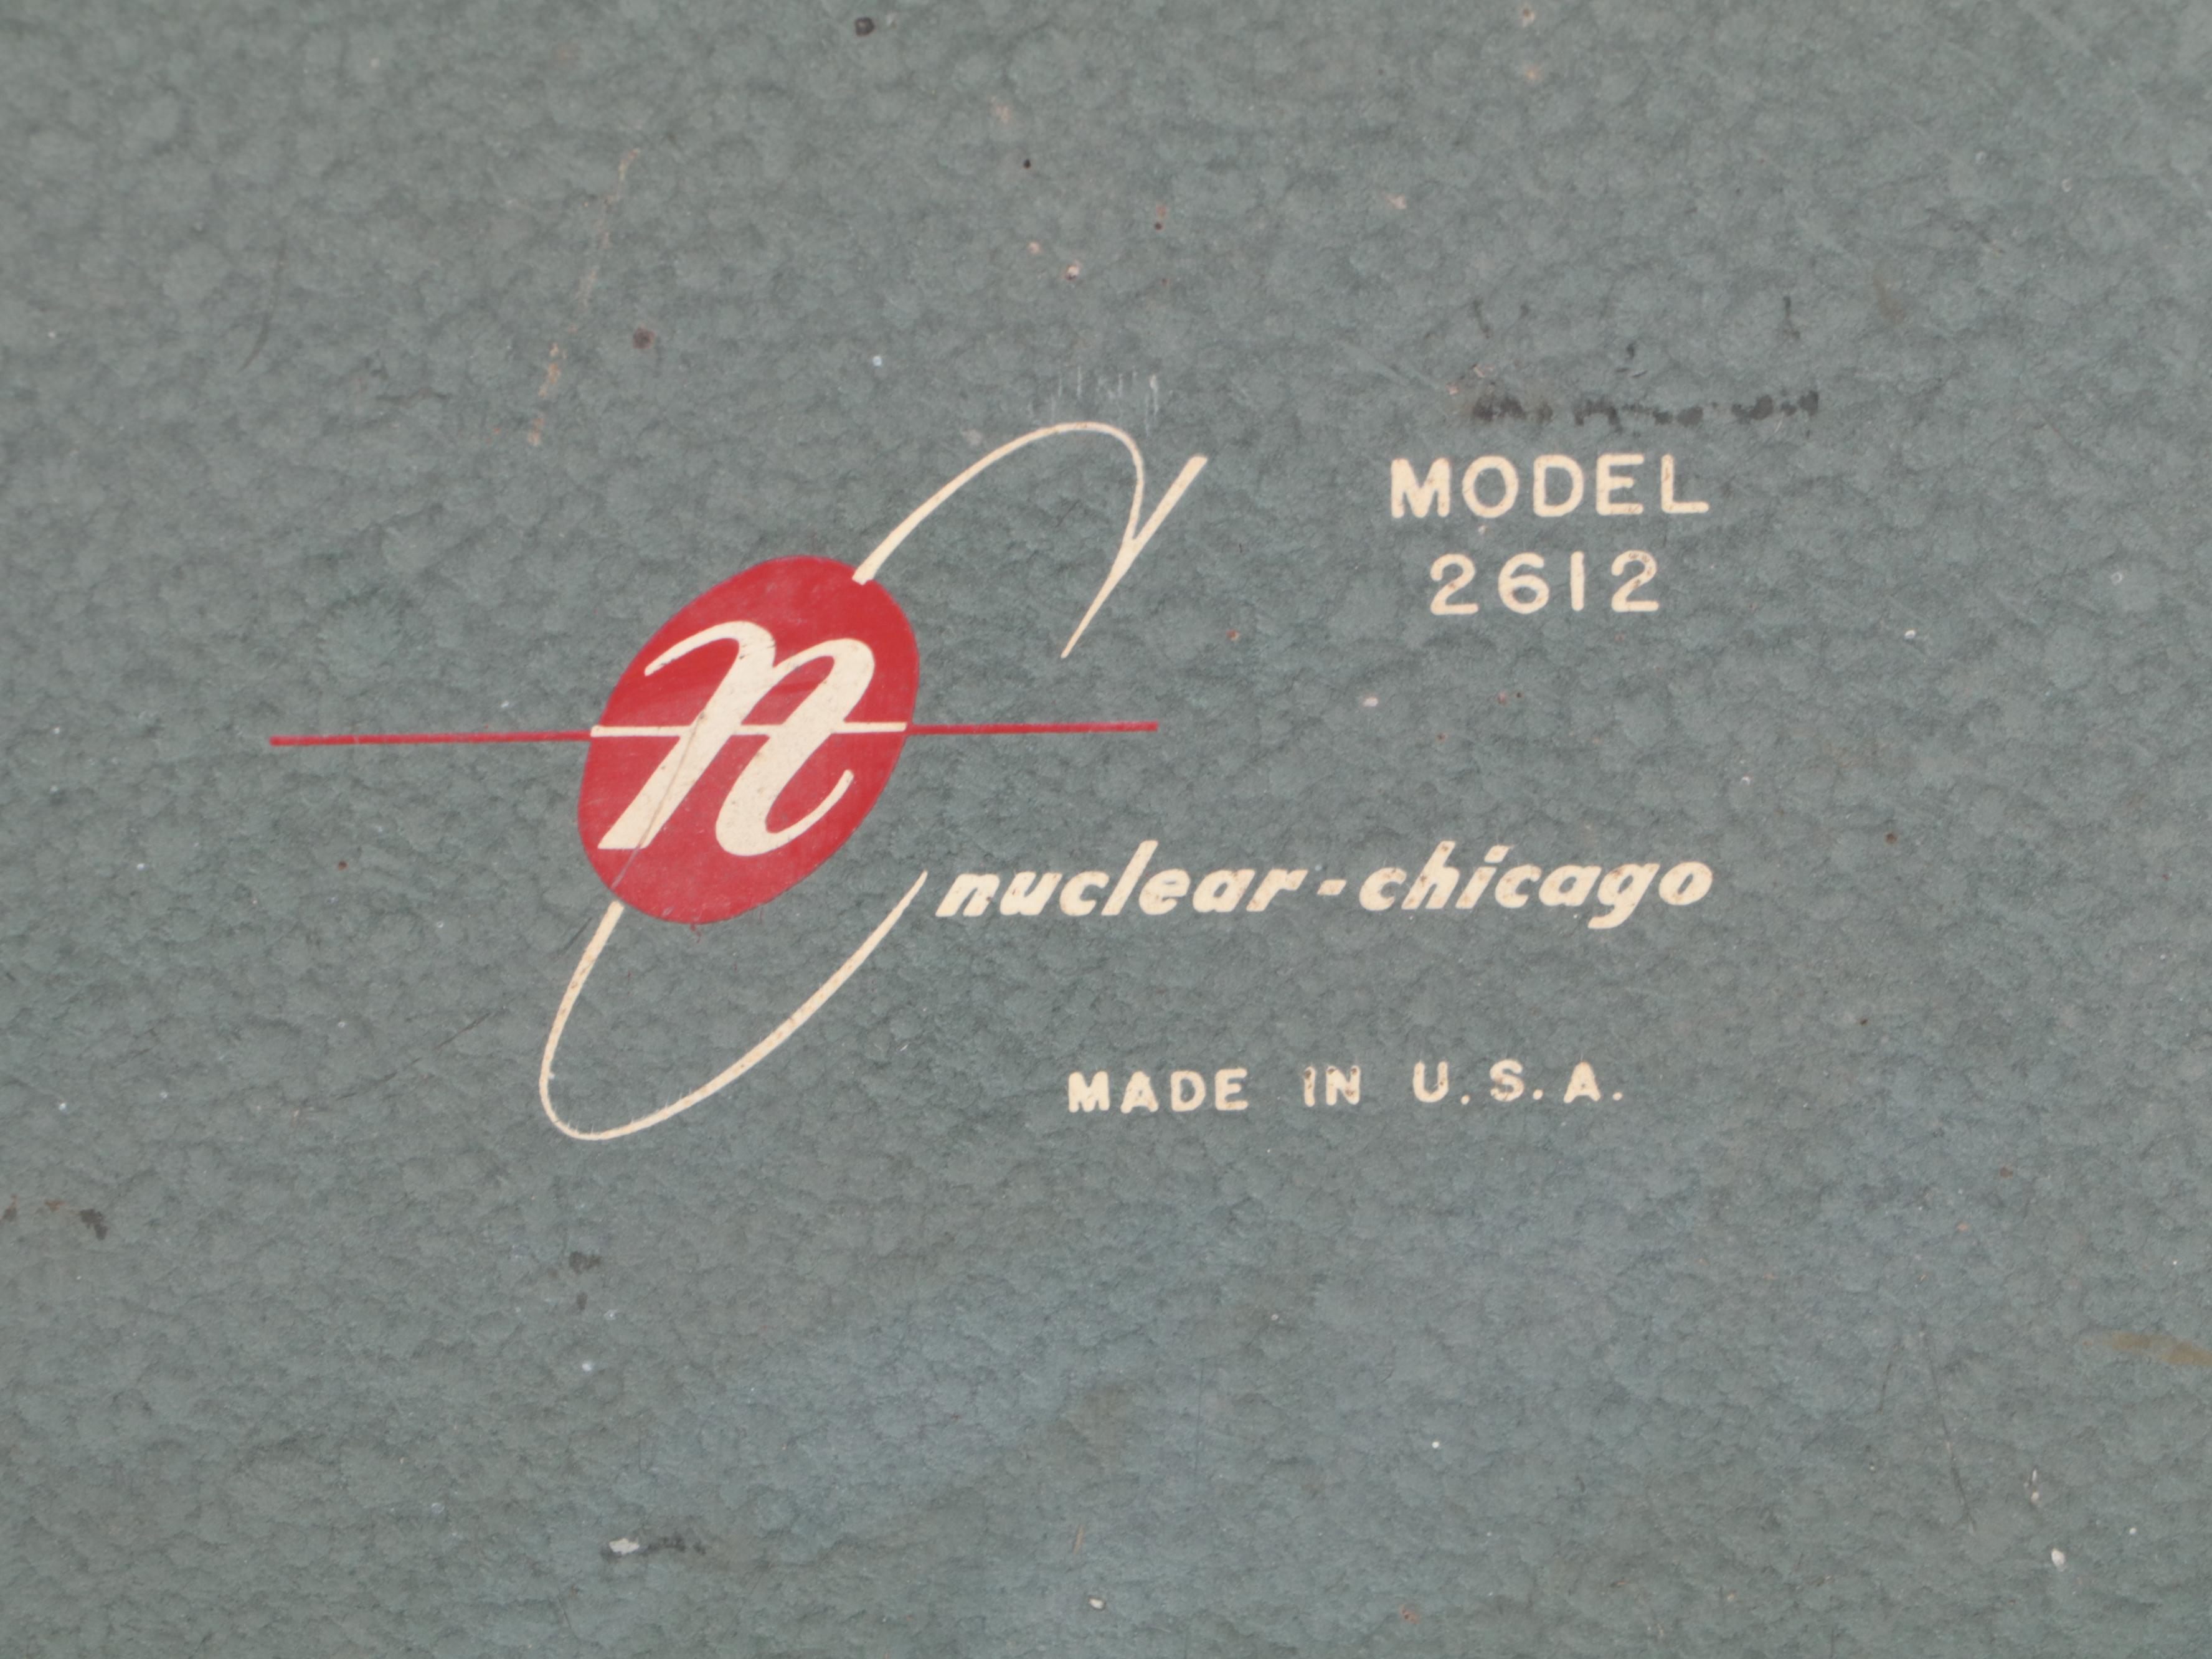 MODEL
2612
n
nuclear-chicago
MADE IN U.S.A.